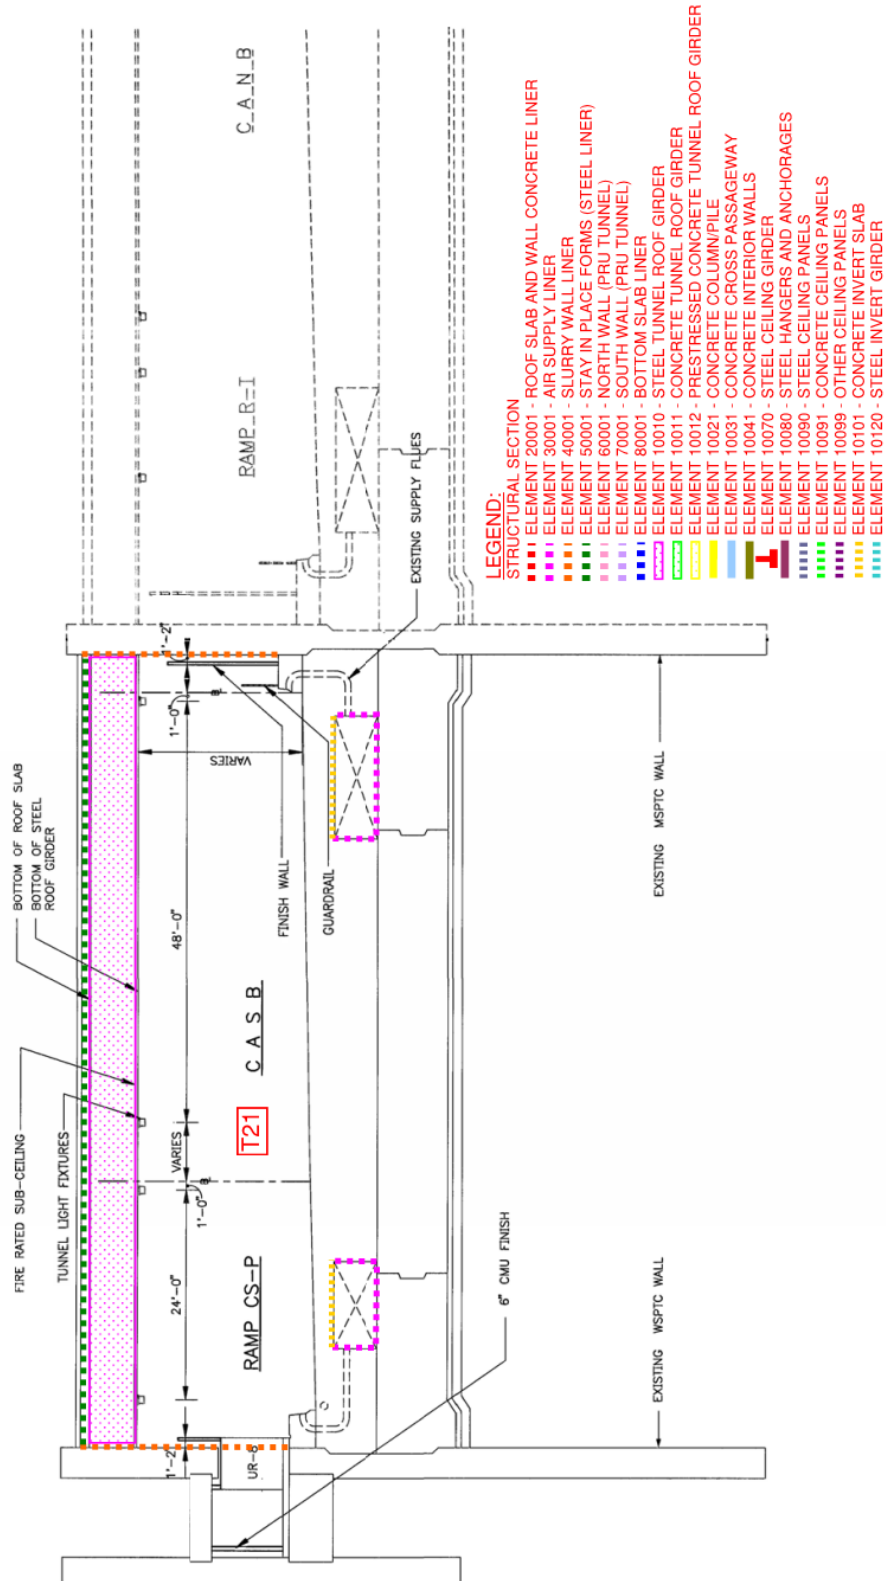 FIRE RATED SUB-CEILING
TUNNEL LIGHT FIXTURES
BOTTOM OF ROOF SLAB
BOTTOM OF STEEL
ROOF GIRDER
1'-2"
24'-0"
1'-0"
VARIES
48'-0"
1'-0"
1'-2"
VARIES
UR-6
RAMP CS-P
T21
C A S B
FINISH WALL
GUARDRAIL
RAMP R-I
C A N B
EXISTING SUPPLY FLUES
6" CMU FINISH
EXISTING WSPTC WALL
EXISTING MSPTC WALL
LEGEND:
STRUCTURAL SECTION
ELEMENT 20001 - ROOF SLAB AND WALL CONCRETE LINER
ELEMENT 30001 - AIR SUPPLY LINER
ELEMENT 40001 - SLURRY WALL LINER
ELEMENT 50001 - STAY IN PLACE FORMS (STEEL LINER)
ELEMENT 60001 - NORTH WALL (PRU TUNNEL)
ELEMENT 70001 - SOUTH WALL (PRU TUNNEL)
ELEMENT 80001 - BOTTOM SLAB LINER
ELEMENT 10010 - STEEL TUNNEL ROOF GIRDER
ELEMENT 10011 - CONCRETE TUNNEL ROOF GIRDER
ELEMENT 10012 - PRESTRESSED CONCRETE TUNNEL ROOF GIRDER
ELEMENT 10021 - CONCRETE COLUMN/PILE
ELEMENT 10031 - CONCRETE CROSS PASSAGEWAY
ELEMENT 10041 - CONCRETE INTERIOR WALLS
ELEMENT 10070 - STEEL CEILING GIRDER
ELEMENT 10080 - STEEL HANGERS AND ANCHORAGES
ELEMENT 10090 - STEEL CEILING PANELS
ELEMENT 10091 - CONCRETE CEILING PANELS
ELEMENT 10099 - OTHER CEILING PANELS
ELEMENT 10101 - CONCRETE INVERT SLAB
ELEMENT 10120 - STEEL INVERT GIRDER